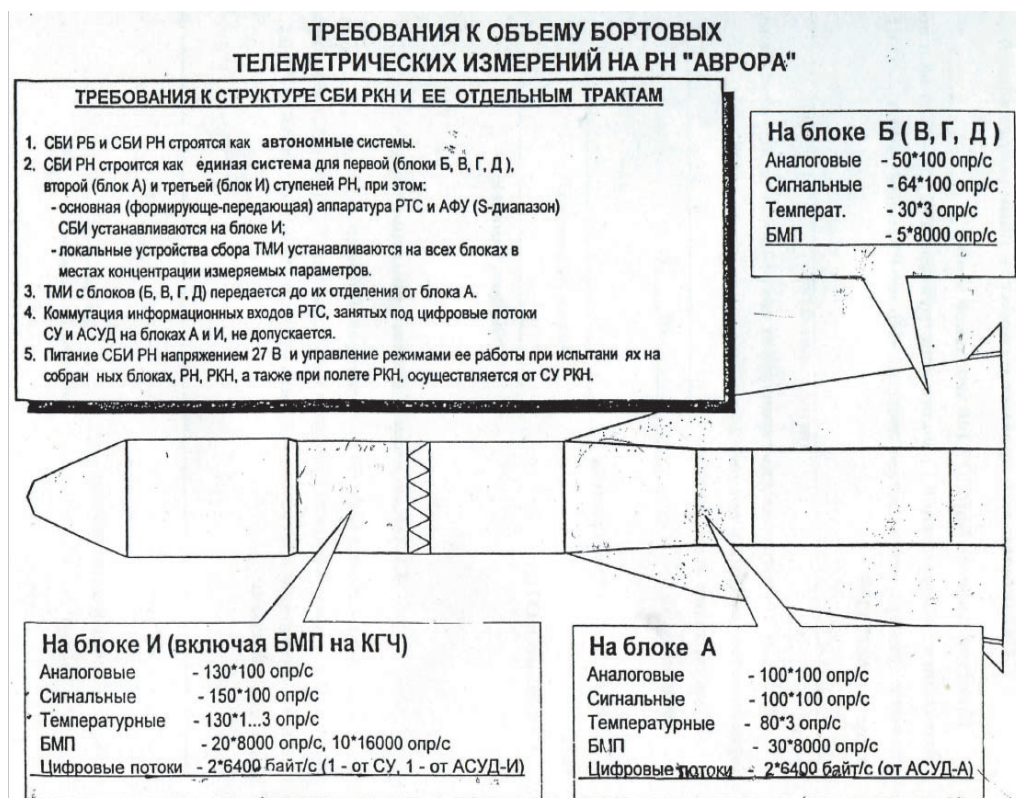 ТРЕБОВАНИЯ К ОБЪЕМУ БОРТОВЫХ
ТЕЛЕМЕТРИЧЕСКИХ ИЗМЕРЕНИЙ НА РН "АВРОРА"
ТРЕБОВАНИЯ К СТРУКТУРЕ СБИ РКН И ЕЕ ОТДЕЛЬНЫМ ТРАКТАМ
1. СБИ РБ и СБИ РН строятся как автономные системы.
2. СБИ РН строится как единая система для первой (блоки Б, В, Г, Д ),
второй (блок А) и третьей (блок И) ступеней РН, при этом:
- основная (формирующе-передающая) аппаратура РТС и АФУ (S-диапазон)
СБИ устанавливаются на блоке И;
- локальные устройства сбора ТМИ устанавливаются на всех блоках в
местах концентрации измеряемых параметров.
3. ТМИ с блоков (Б, В, Г, Д) передается до их отделения от блока А.
4. Коммутация информационных входов РТС, занятых под цифровые потоки
СУ и АСУД на блоках А и И, не допускается.
5. Питание СБИ РН напряжением 27 В и управление режимами ее работы при испытани ях на
собран ных блоках, РН, РКН, а также при полете РКН, осуществляется от СУ РКН.
На блоке Б ( В, Г, Д )
Аналоговые - 50*100 опр/с
Сигнальные - 64*100 опр/с
Температ. - 30*3 опр/с
БМП - 5*8000 опр/с
На блоке И (включая БМП на КГЧ)
Аналоговые - 130*100 опр/с
Сигнальные - 150*100 опр/с
Температурные - 130*1...3 опр/с
БМП - 20*8000 опр/с, 10*16000 опр/с
Цифровые потоки - 2*6400 байт/с (1 - от СУ, 1 - от АСУД-И)
На блоке А
Аналоговые - 100*100 опр/с
Сигнальные - 100*100 опр/с
Температурные - 80*3 опр/с
БМП - 30*8000 опр/с
Цифровые потоки - 2*6400 байт/с (от АСУД-А)